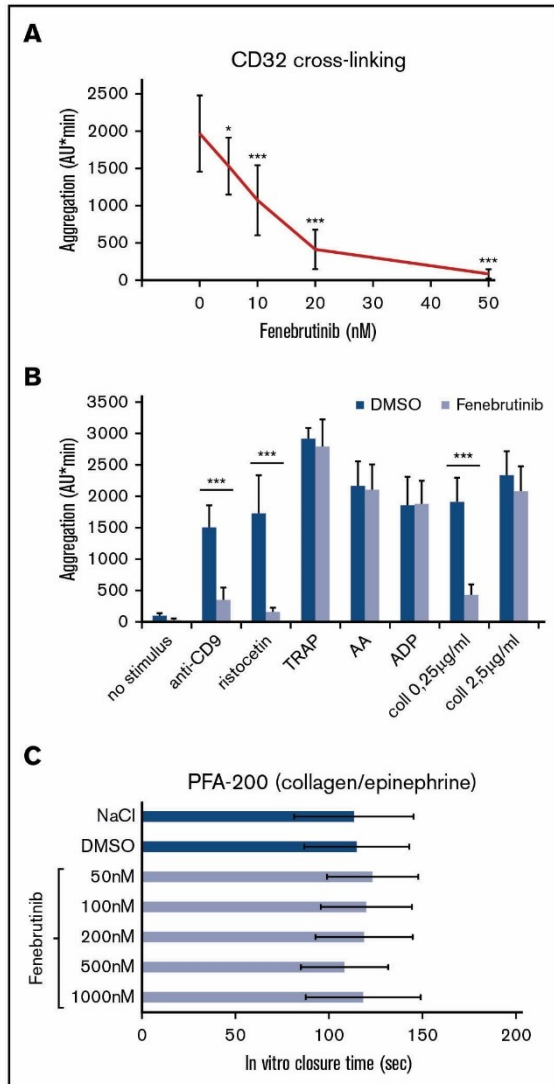 A
CD32 cross-linking
2500
2000
1500
1000
500
0
Aggregation (AU*min)
*
***
***
***
0 10 20 30 40 50
Fenebrutinib (nM)
B
DMSO Fenebrutinib
3500
3000
2500
2000
1500
1000
500
0
Aggregation (AU*min)
*** *** ***
no stimulus
anti-CD9
ristocetin
TRAP
AA
ADP
coll 0,25µg/ml
coll 2,5µg/ml
C
PFA-200 (collagen/epinephrine)
NaCl
DMSO
Fenebrutinib
50nM
100nM
200nM
500nM
1000nM
0 50 100 150 200
In vitro closure time (sec)